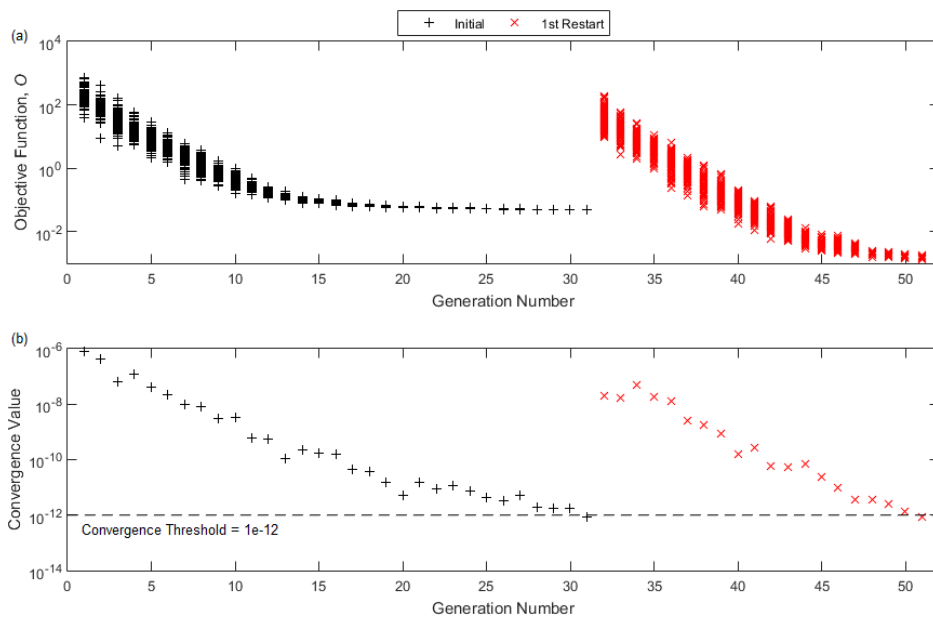 Initial
1st Restart
(a)
10^4
10^2
10^0
10^-2
Objective Function, O
0 5 10 15 20 25 30 35 40 45 50
Generation Number
(b)
10^-6
10^-8
10^-10
10^-12
10^-14
Convergence Value
Convergence Threshold = 1e-12
0 5 10 15 20 25 30 35 40 45 50
Generation Number